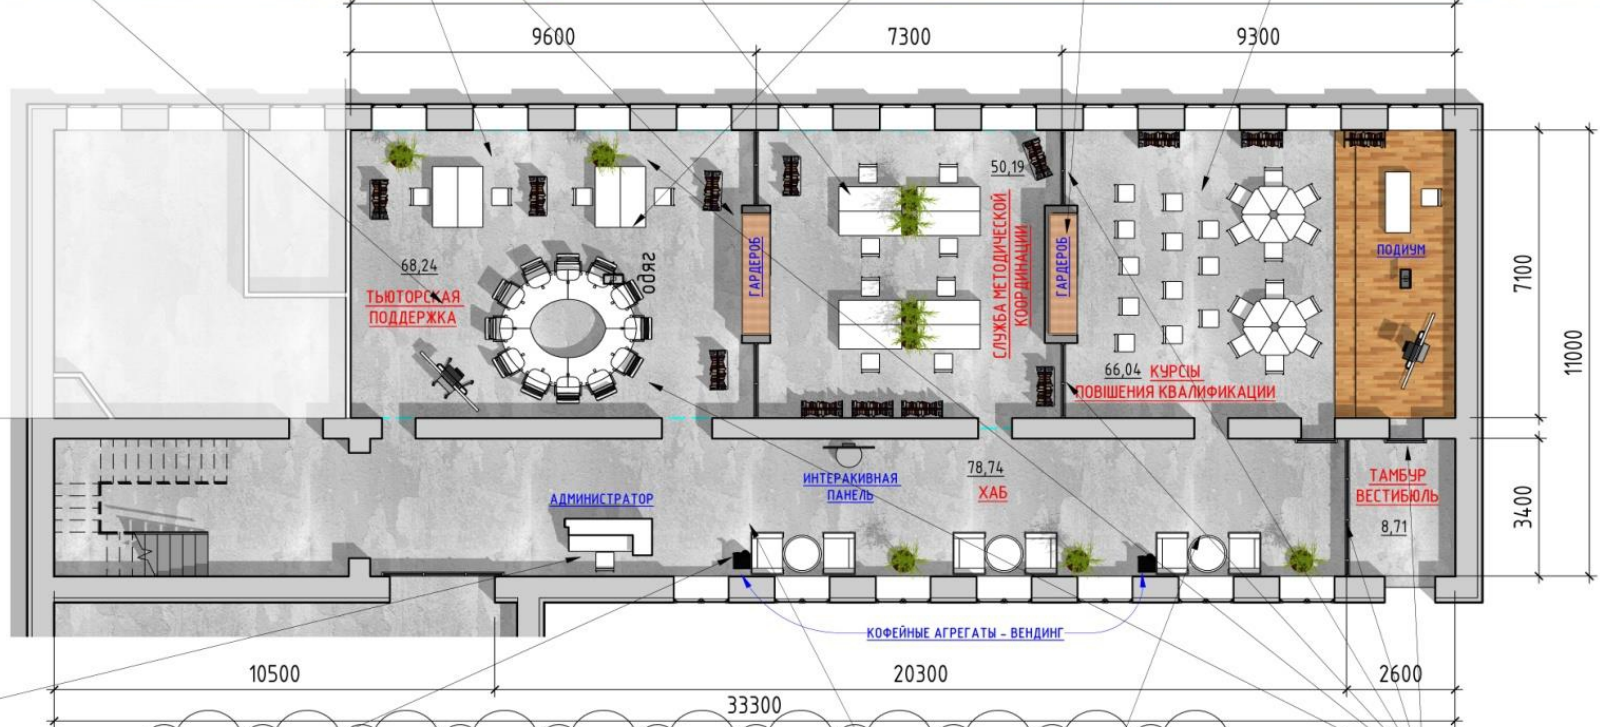 9600
7300
9300
50,19
СЛУЖБА МЕТОДИЧЕСКОЙ
КООРДИНАЦИИ
ГАРДЕРОБ
ГАРДЕРОБ
ПОДИУМ
68,24
ТЬЮТОРСКАЯ
ПОДДЕРЖКА
7100
11000
66,04 КУРСЫ
ПОВІШЕНИЯ КВАЛИФИКАЦИИ
АДМИНИСТРАТОР
ИНТЕРАКИВНАЯ
ПАНЕЛЬ
78,74
ХАБ
ТАМБУР
ВЕСТИБЮЛЬ
8,71
3400
КОФЕЙНЫЕ АГРЕГАТЫ - ВЕНДИНГ
10500
20300
2600
33300